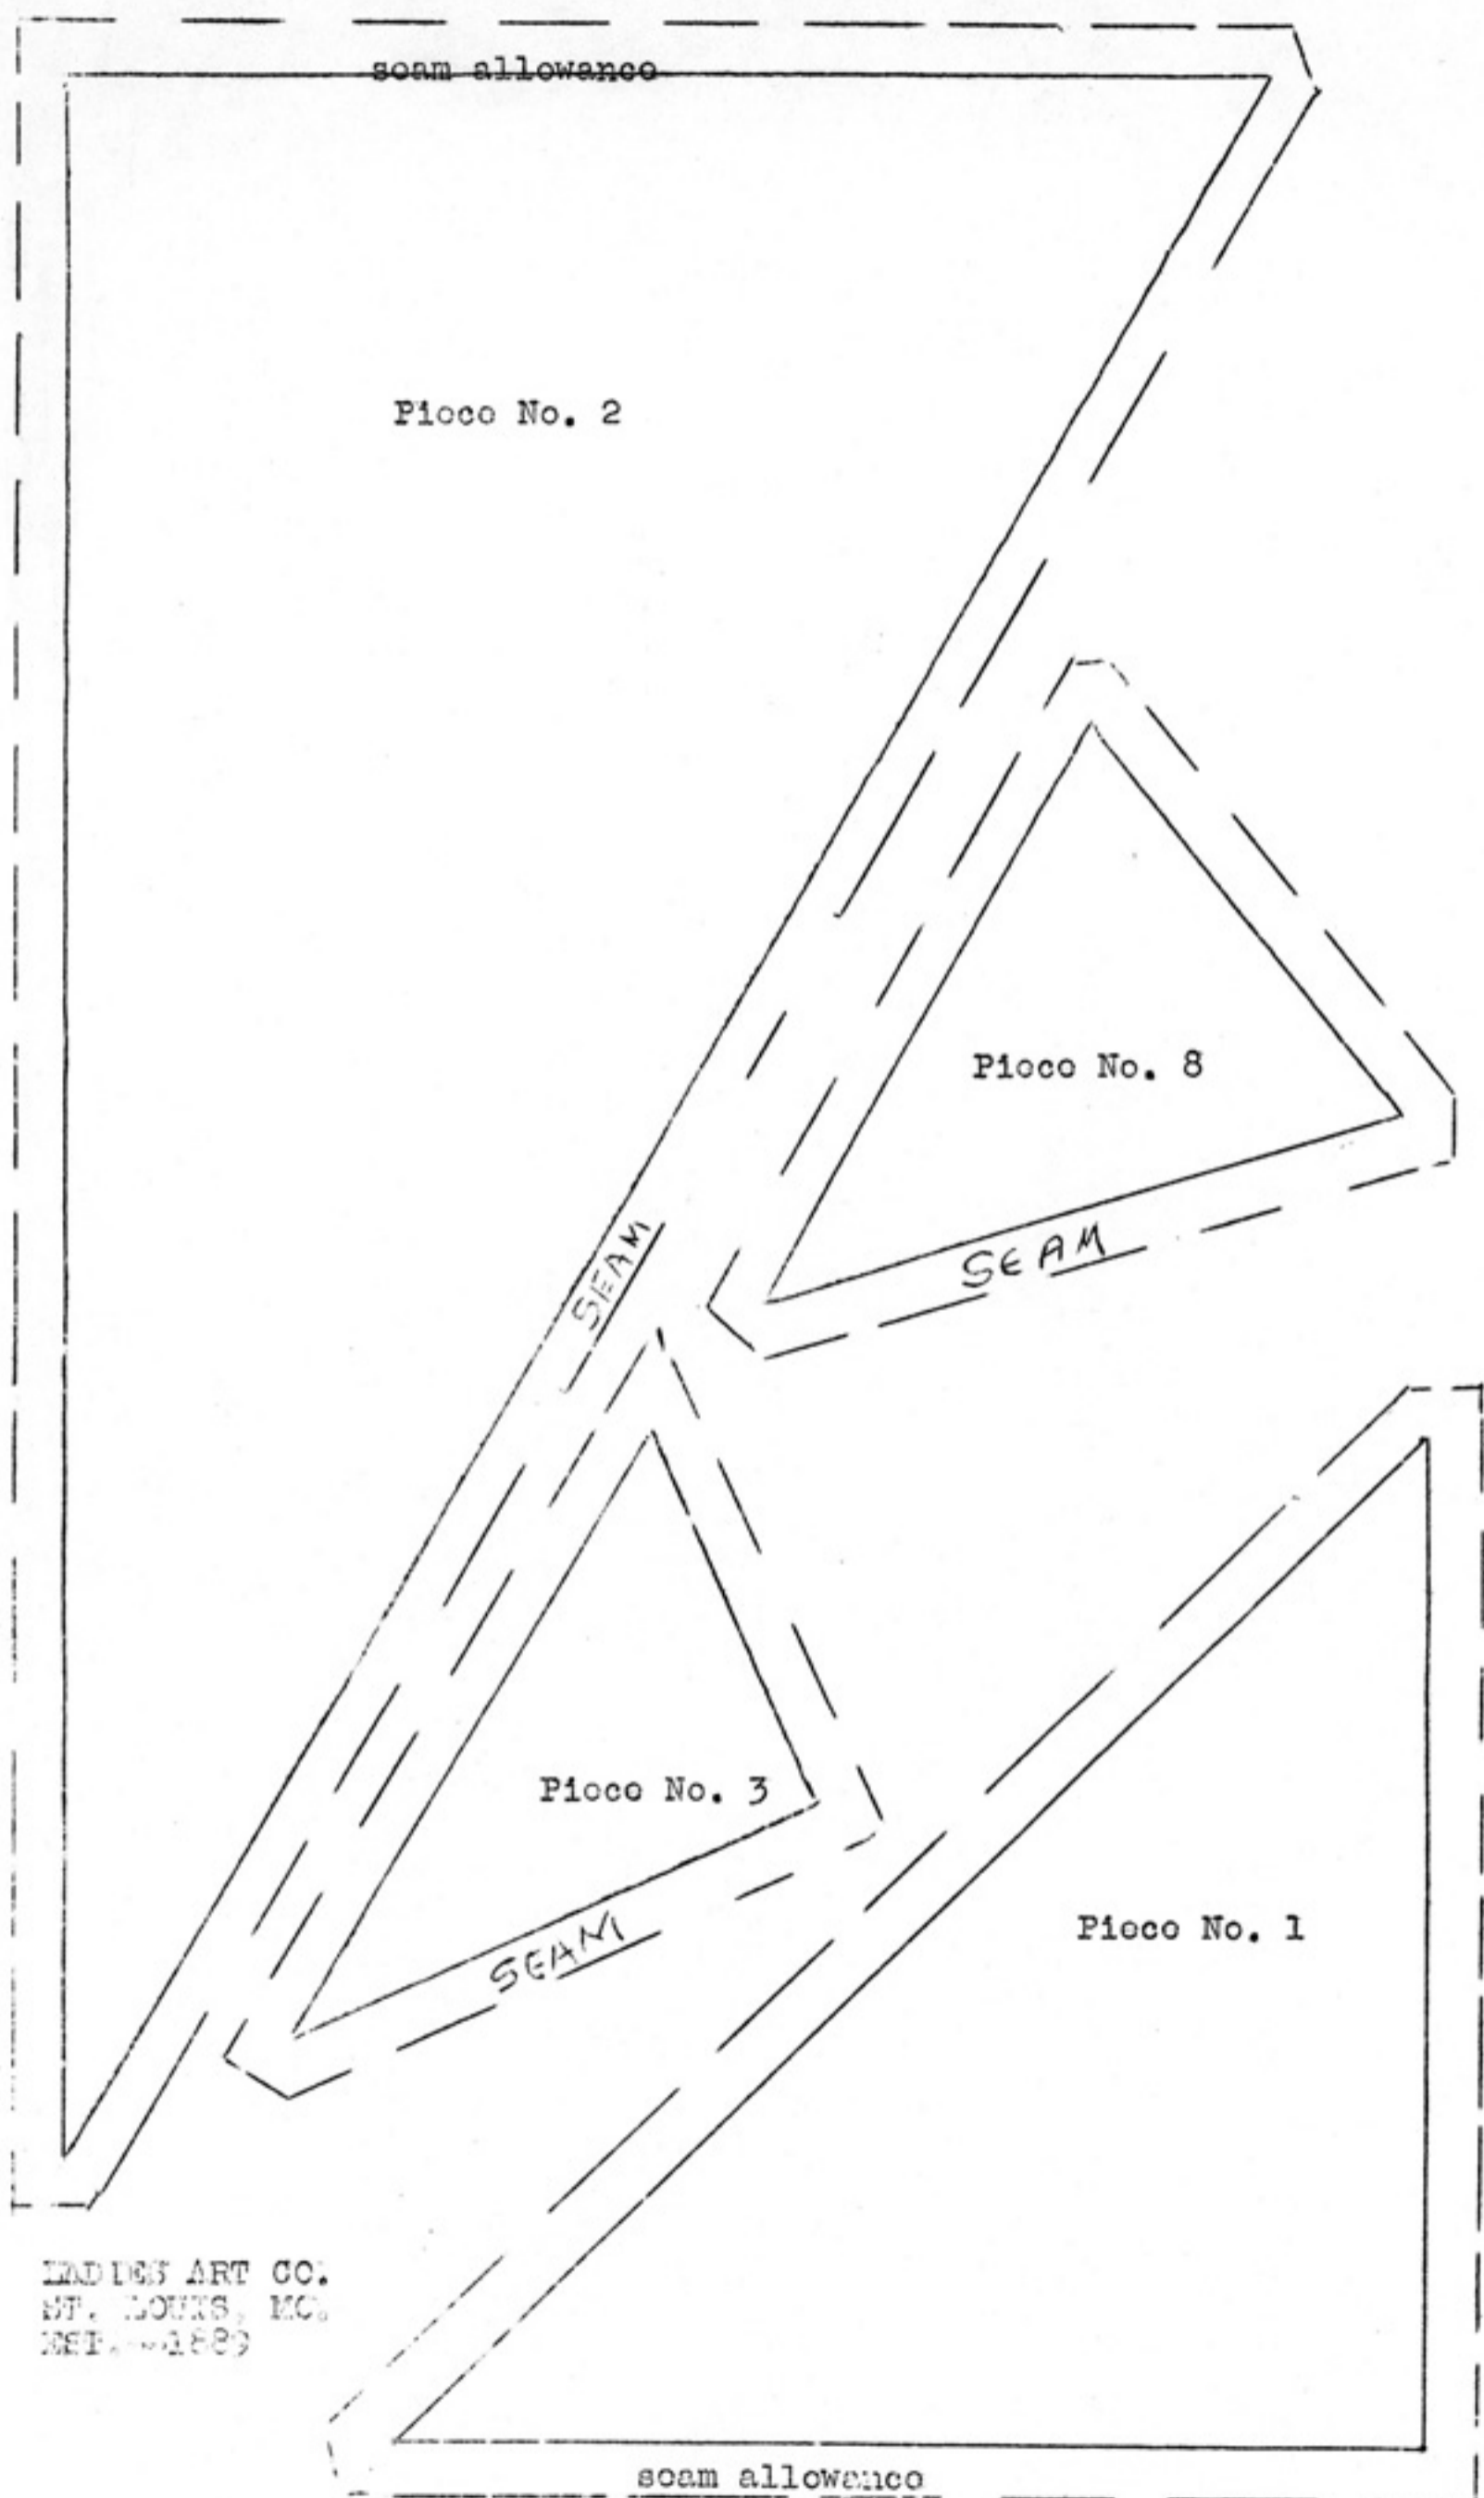 seam allowance
Piece No. 2
Piece No. 8
SEAM
SEAM
Piece No. 3
SEAM
Piece No. 1
LADIES ART CO.
ST. LOUIS, MO.
EST. -1889
seam allowance